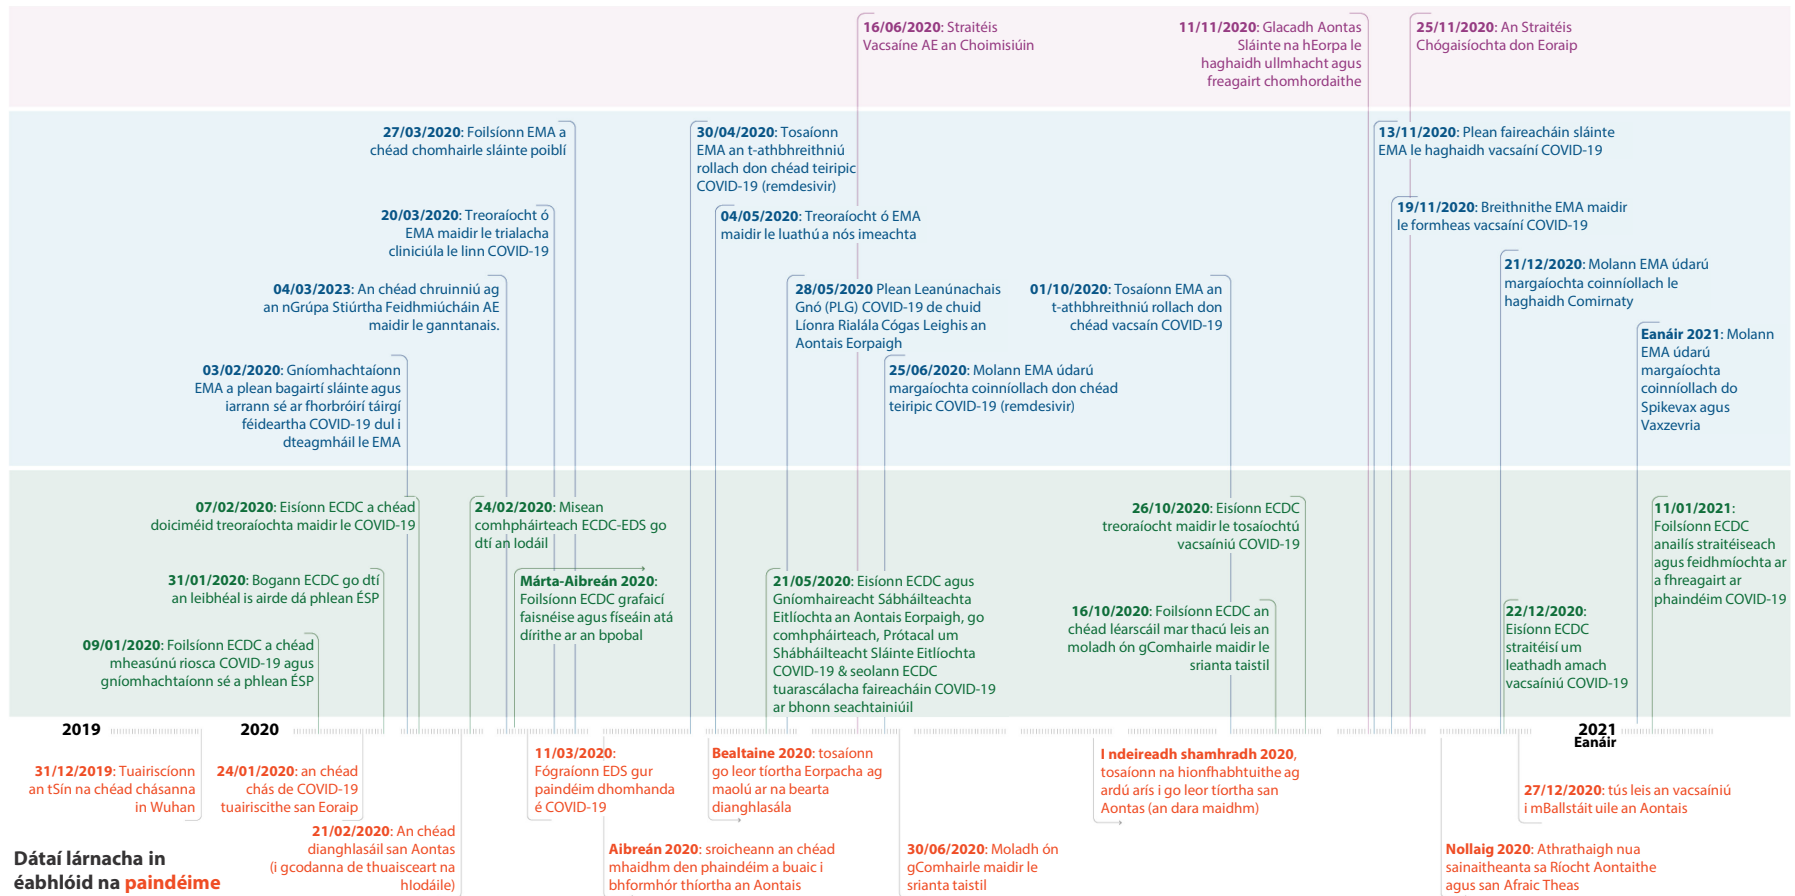 16/06/2020: Straitéis
Vacsaíne AE an Choimisiúin
11/11/2020: Glacadh Aontas
Sláinte na hEorpa le
haghaidh ullmhacht agus
freagairt chomhordaithe
25/11/2020: An Straitéis
Chógaisíochta don Eoraip
27/03/2020: Foilsíonn EMA a
chéad chomhairle sláinte poiblí
30/04/2020: Tosaíonn
EMA an t-athbhreithniú
rollach don chéad teiripic
COVID-19 (remdesivir)
13/11/2020: Plean faireacháin sláinte
EMA le haghaidh vacsaíní COVID-19
20/03/2020: Treoraíocht ó
EMA maidir le trialacha
cliniciúla le linn COVID-19
04/05/2020: Treoraíocht ó EMA
maidir le luathú a nós imeachta
19/11/2020: Breithnithe EMA maidir
le formheas vacsaíní COVID-19
04/03/2023: An chéad chruinniú ag
an nGrúpa Stiúrtha Feidhmiúcháin AE
maidir le ganntanais.
28/05/2020 Plean Leanúnachais
Gnó (PLG) COVID-19 de chuid
Líonra Rialála Cógas Leighis an
Aontais Eorpaigh
01/10/2020: Tosaíonn EMA an
t-athbhreithniú rollach don
chéad vacsaín COVID-19
21/12/2020: Molann EMA údarú
margaíochta coinníollach le
haghaidh Comirnaty
Eanáir 2021: Molann
EMA údarú
margaíochta
coinníollach do
Spikevax agus
Vaxzevria
03/02/2020: Gníomhachtaíonn
EMA a plean bagairtí sláinte agus
iarrann sé ar fhorbróirí táirgí
féideartha COVID-19 dul i
dteagmháil le EMA
25/06/2020: Molann EMA údarú
margaíochta coinníollach don chéad
teiripic COVID-19 (remdesivir)
07/02/2020: Eisíonn ECDC a chéad
doiciméid treoraíochta maidir le COVID-19
24/02/2020: Misean
comhpháirteach ECDC-EDS go
dtí an Iodáil
26/10/2020: Eisíonn ECDC
treoraíocht maidir le tosaíochtú
vacsainiú COVID-19
11/01/2021:
Foilsíonn ECDC
anailís straitéiseach
agus feidhmíochta ar
a fhreagairt ar
phaindéim COVID-19
31/01/2020: Bogann ECDC go dtí
an leibhéal is airde dá phlean ÉSP
Márta-Aibreán 2020:
Foilsíonn ECDC grafaicí
faisnéise agus físeáin atá
dírithe ar an bpobal
21/05/2020: Eisíonn ECDC agus
Gníomhaireacht Sábháilteachta
Eitlíochta an Aontais Eorpaigh, go
comhpháirteach, Prótacal um
Shábháilteacht Sláinte Eitlíochta
COVID-19 & seolann ECDC
tuarascálacha faireacháin COVID-19
ar bhonn seachtainiúil
16/10/2020: Foilsíonn ECDC an
chéad léarscáil mar thacú leis an
moladh ón gComhairle maidir le
srianta taistil
22/12/2020:
Eisíonn ECDC
straitéisí um
leathadh amach
vacsainiú COVID-19
09/01/2020: Foilsíonn ECDC a chéad
mheasúnú riosca COVID-19 agus
gníomhachtaíonn sé a phlean ÉSP
2019
2020
2021
Eanáir
31/12/2019: Tuairiscíonn
an tSín na chéad chásanna
in Wuhan
24/01/2020: an chéad
chás de COVID-19
tuairiscithe san Eoraip
11/03/2020:
Fógraíonn EDS gur
paindéim dhomhanda
é COVID-19
Bealtaine 2020: tosaíonn
go leor tíortha Eorpacha ag
maolú ar na bearta
dianghlasála
I ndeireadh shamhradh 2020,
tosaíonn na hionfhabhtuithe ag
ardú arís i go leor tíortha san
Aontas (an dara maidhm)
27/12/2020: tús leis an vacsainiú
i mBallstáit uile an Aontais
21/02/2020: An chéad
dianghlasáil san Aontas
(i gcodanna de thuaisceart na
hIodáile)
Aibreán 2020: sroicheann an chéad
mhaidhm den phaindéim a buaic i
bhformhór thíortha an Aontais
30/06/2020: Moladh ón
gComhairle maidir le
srianta taistil
Nollaig 2020: Athrathaigh nua
sainaitheanta sa Ríocht Aontaithe
agus san Afraic Theas
Dátaí lárnacha in
éabhlóid na paindéime